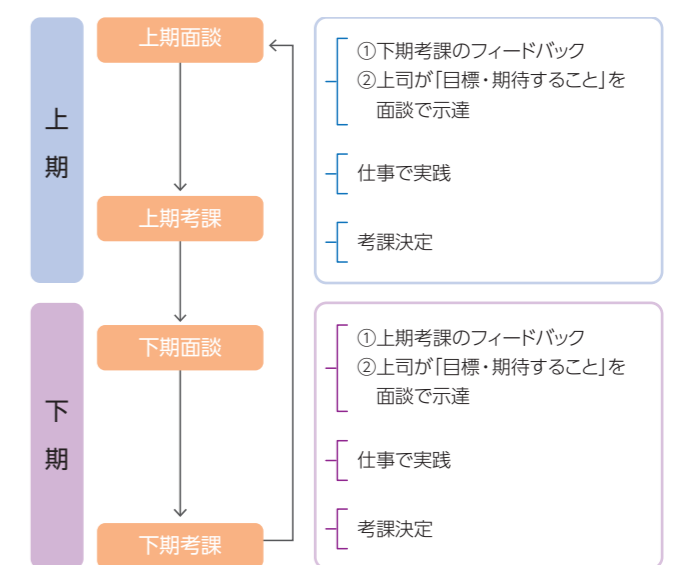 上期
上期面談
上期考課
①下期考課のフィードバック
②上司が「目標・期待すること」を
面談で示達
仕事で実践
考課決定
下期
下期面談
下期考課
①上期考課のフィードバック
②上司が「目標・期待すること」を
面談で示達
仕事で実践
考課決定